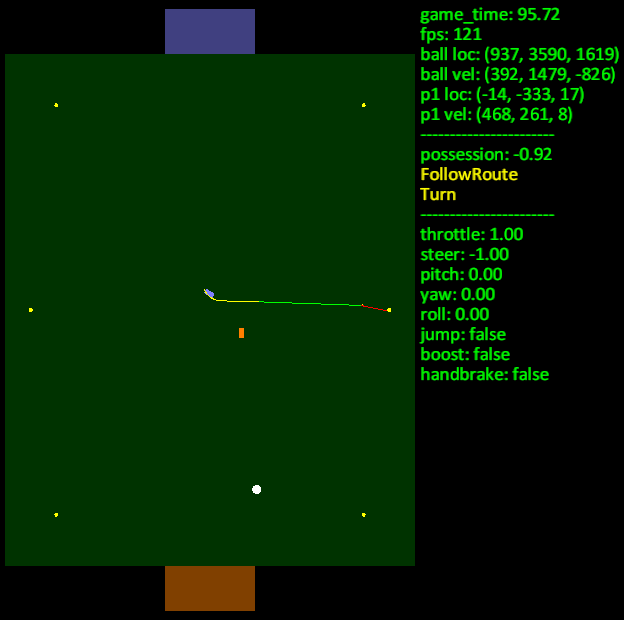 game_time: 95.72
fps: 121
ball loc: (937, 3590, 1619)
ball vel: (392, 1479, -826)
p1 loc: (-14, -333, 17)
p1 vel: (468, 261, 8)
-----------------------
possession: -0.92
FollowRoute
Turn
-----------------------
throttle: 1.00
steer: -1.00
pitch: 0.00
yaw: 0.00
roll: 0.00
jump: false
boost: false
handbrake: false